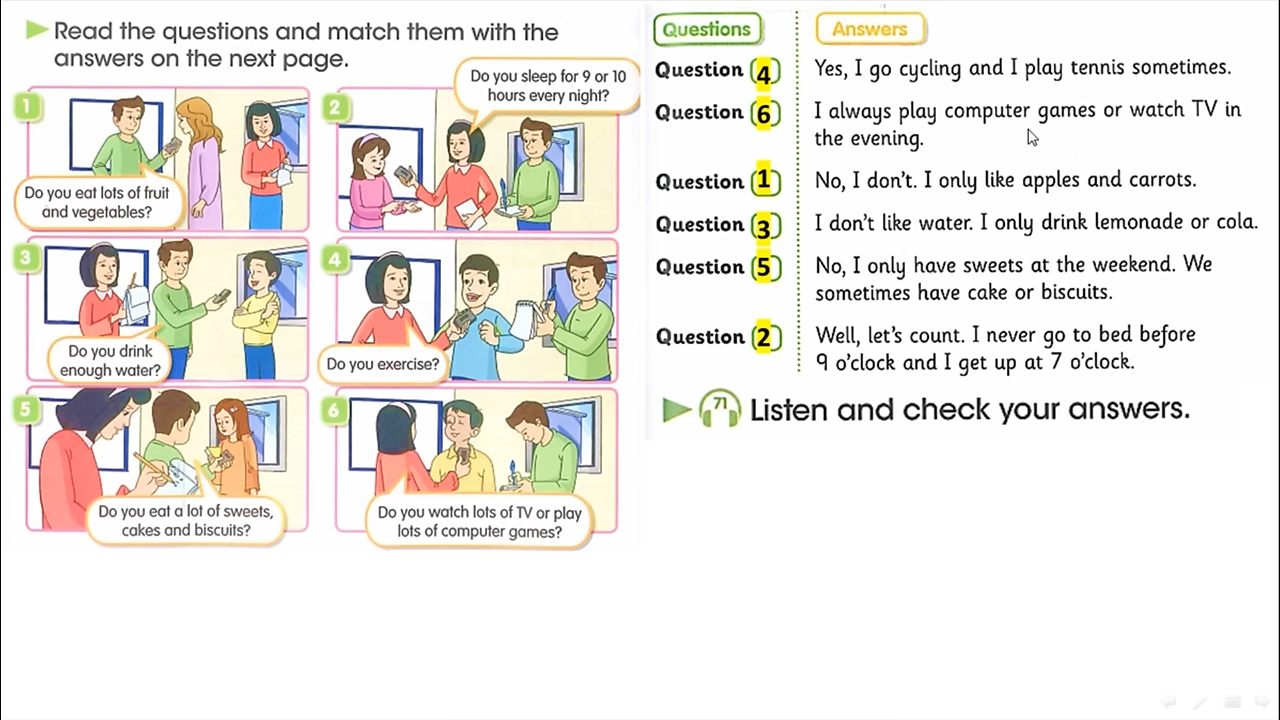 Read the questions and match them with the
answers on the next page.
1
Do you eat lots of fruit
and vegetables?
2
Do you sleep for 9 or 10
hours every night?
3
Do you drink
enough water?
4
Do you exercise?
5
Do you eat a lot of sweets,
cakes and biscuits?
6
Do you watch lots of TV or play
lots of computer games?
Questions Answers
Question (4) Yes, I go cycling and I play tennis sometimes.
Question (6) I always play computer games or watch TV in
the evening.
Question (1) No, I don't. I only like apples and carrots.
Question (3) I don't like water. I only drink lemonade or cola.
Question (5) No, I only have sweets at the weekend. We
sometimes have cake or biscuits.
Question (2) Well, let's count. I never go to bed before
9 o'clock and I get up at 7 o'clock.
71 Listen and check your answers.